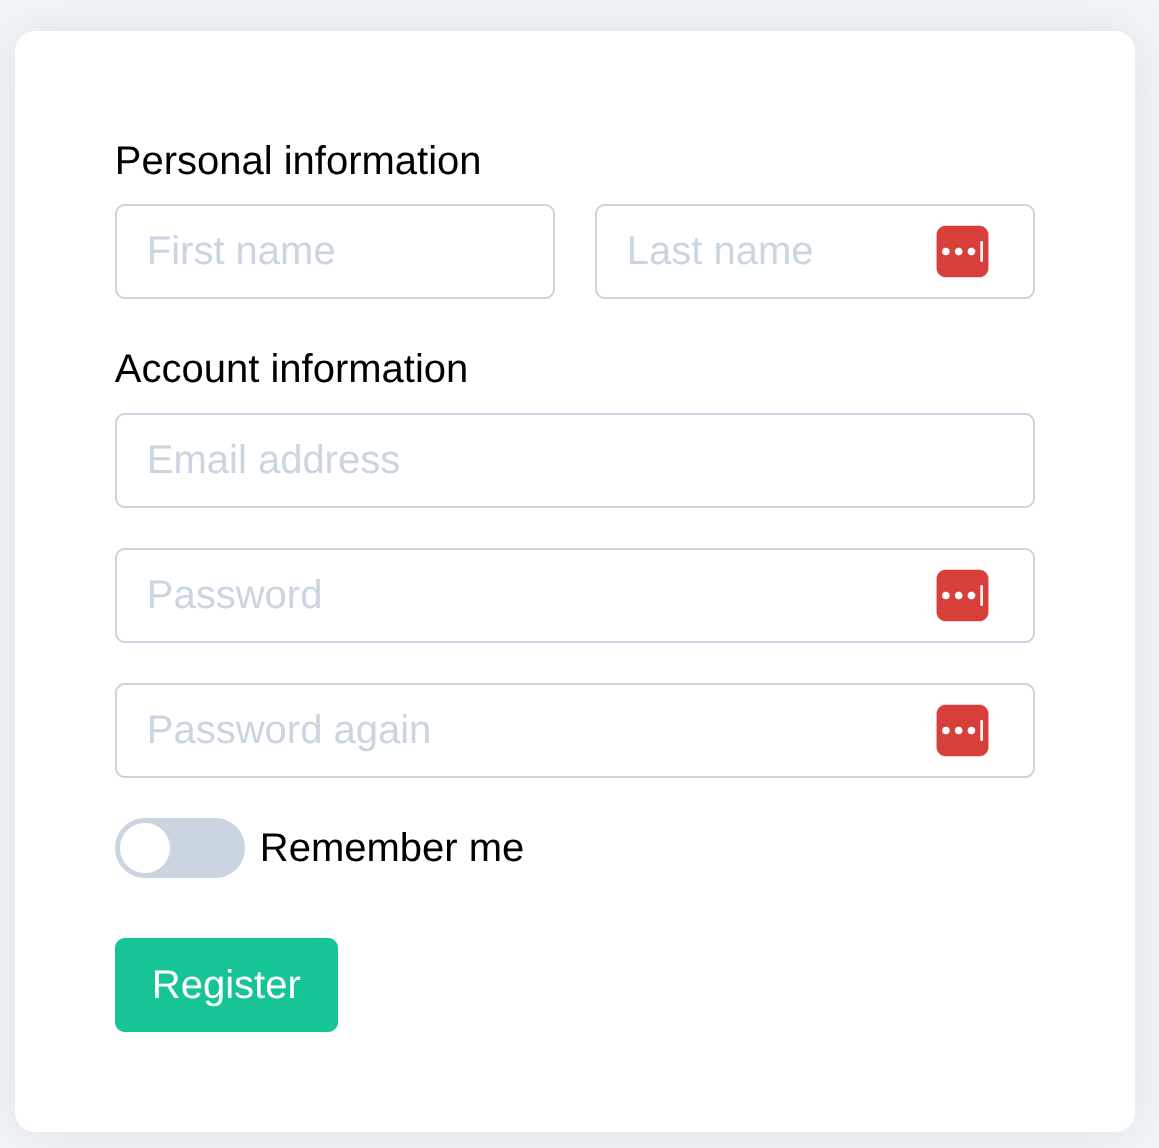 Personal information
First name Last name
Account information
Email address
Password
Password again
Remember me
Register